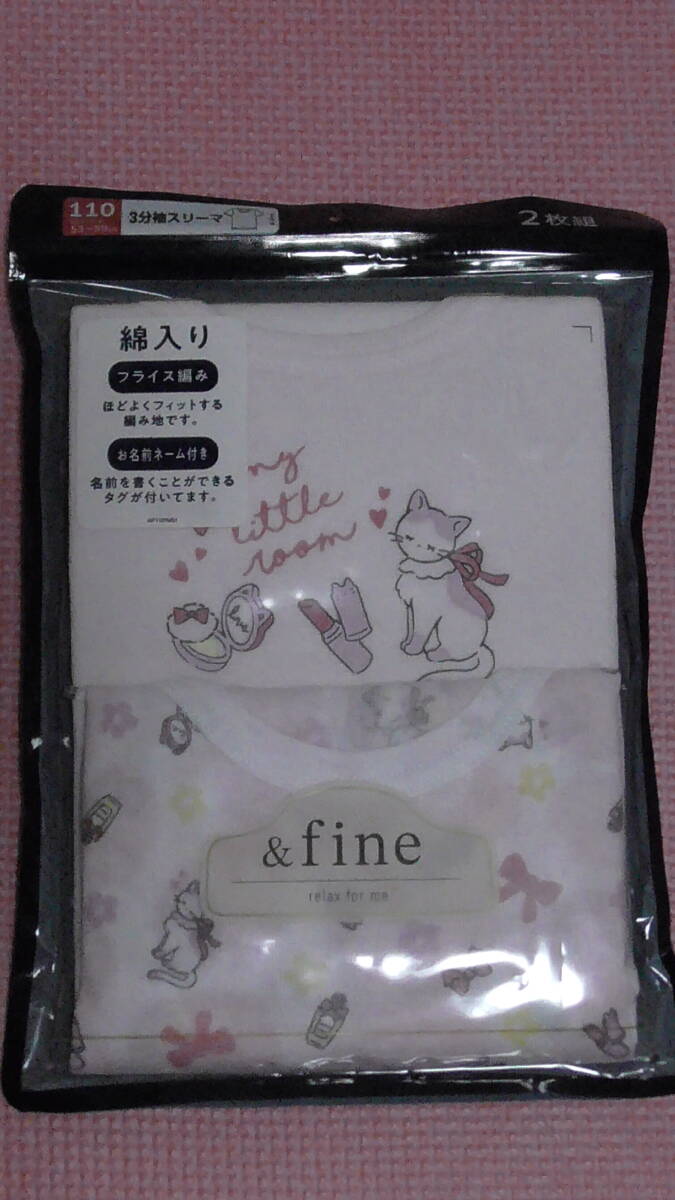 110
53～59cm
3分袖スリーマ
2枚組
綿入り
フライス編み
ほどよくフィットする
編み地です。
お名前ネーム付き
名前を書くことができる
タグが付いてます。
my
little
room
love
&fine
relax for me